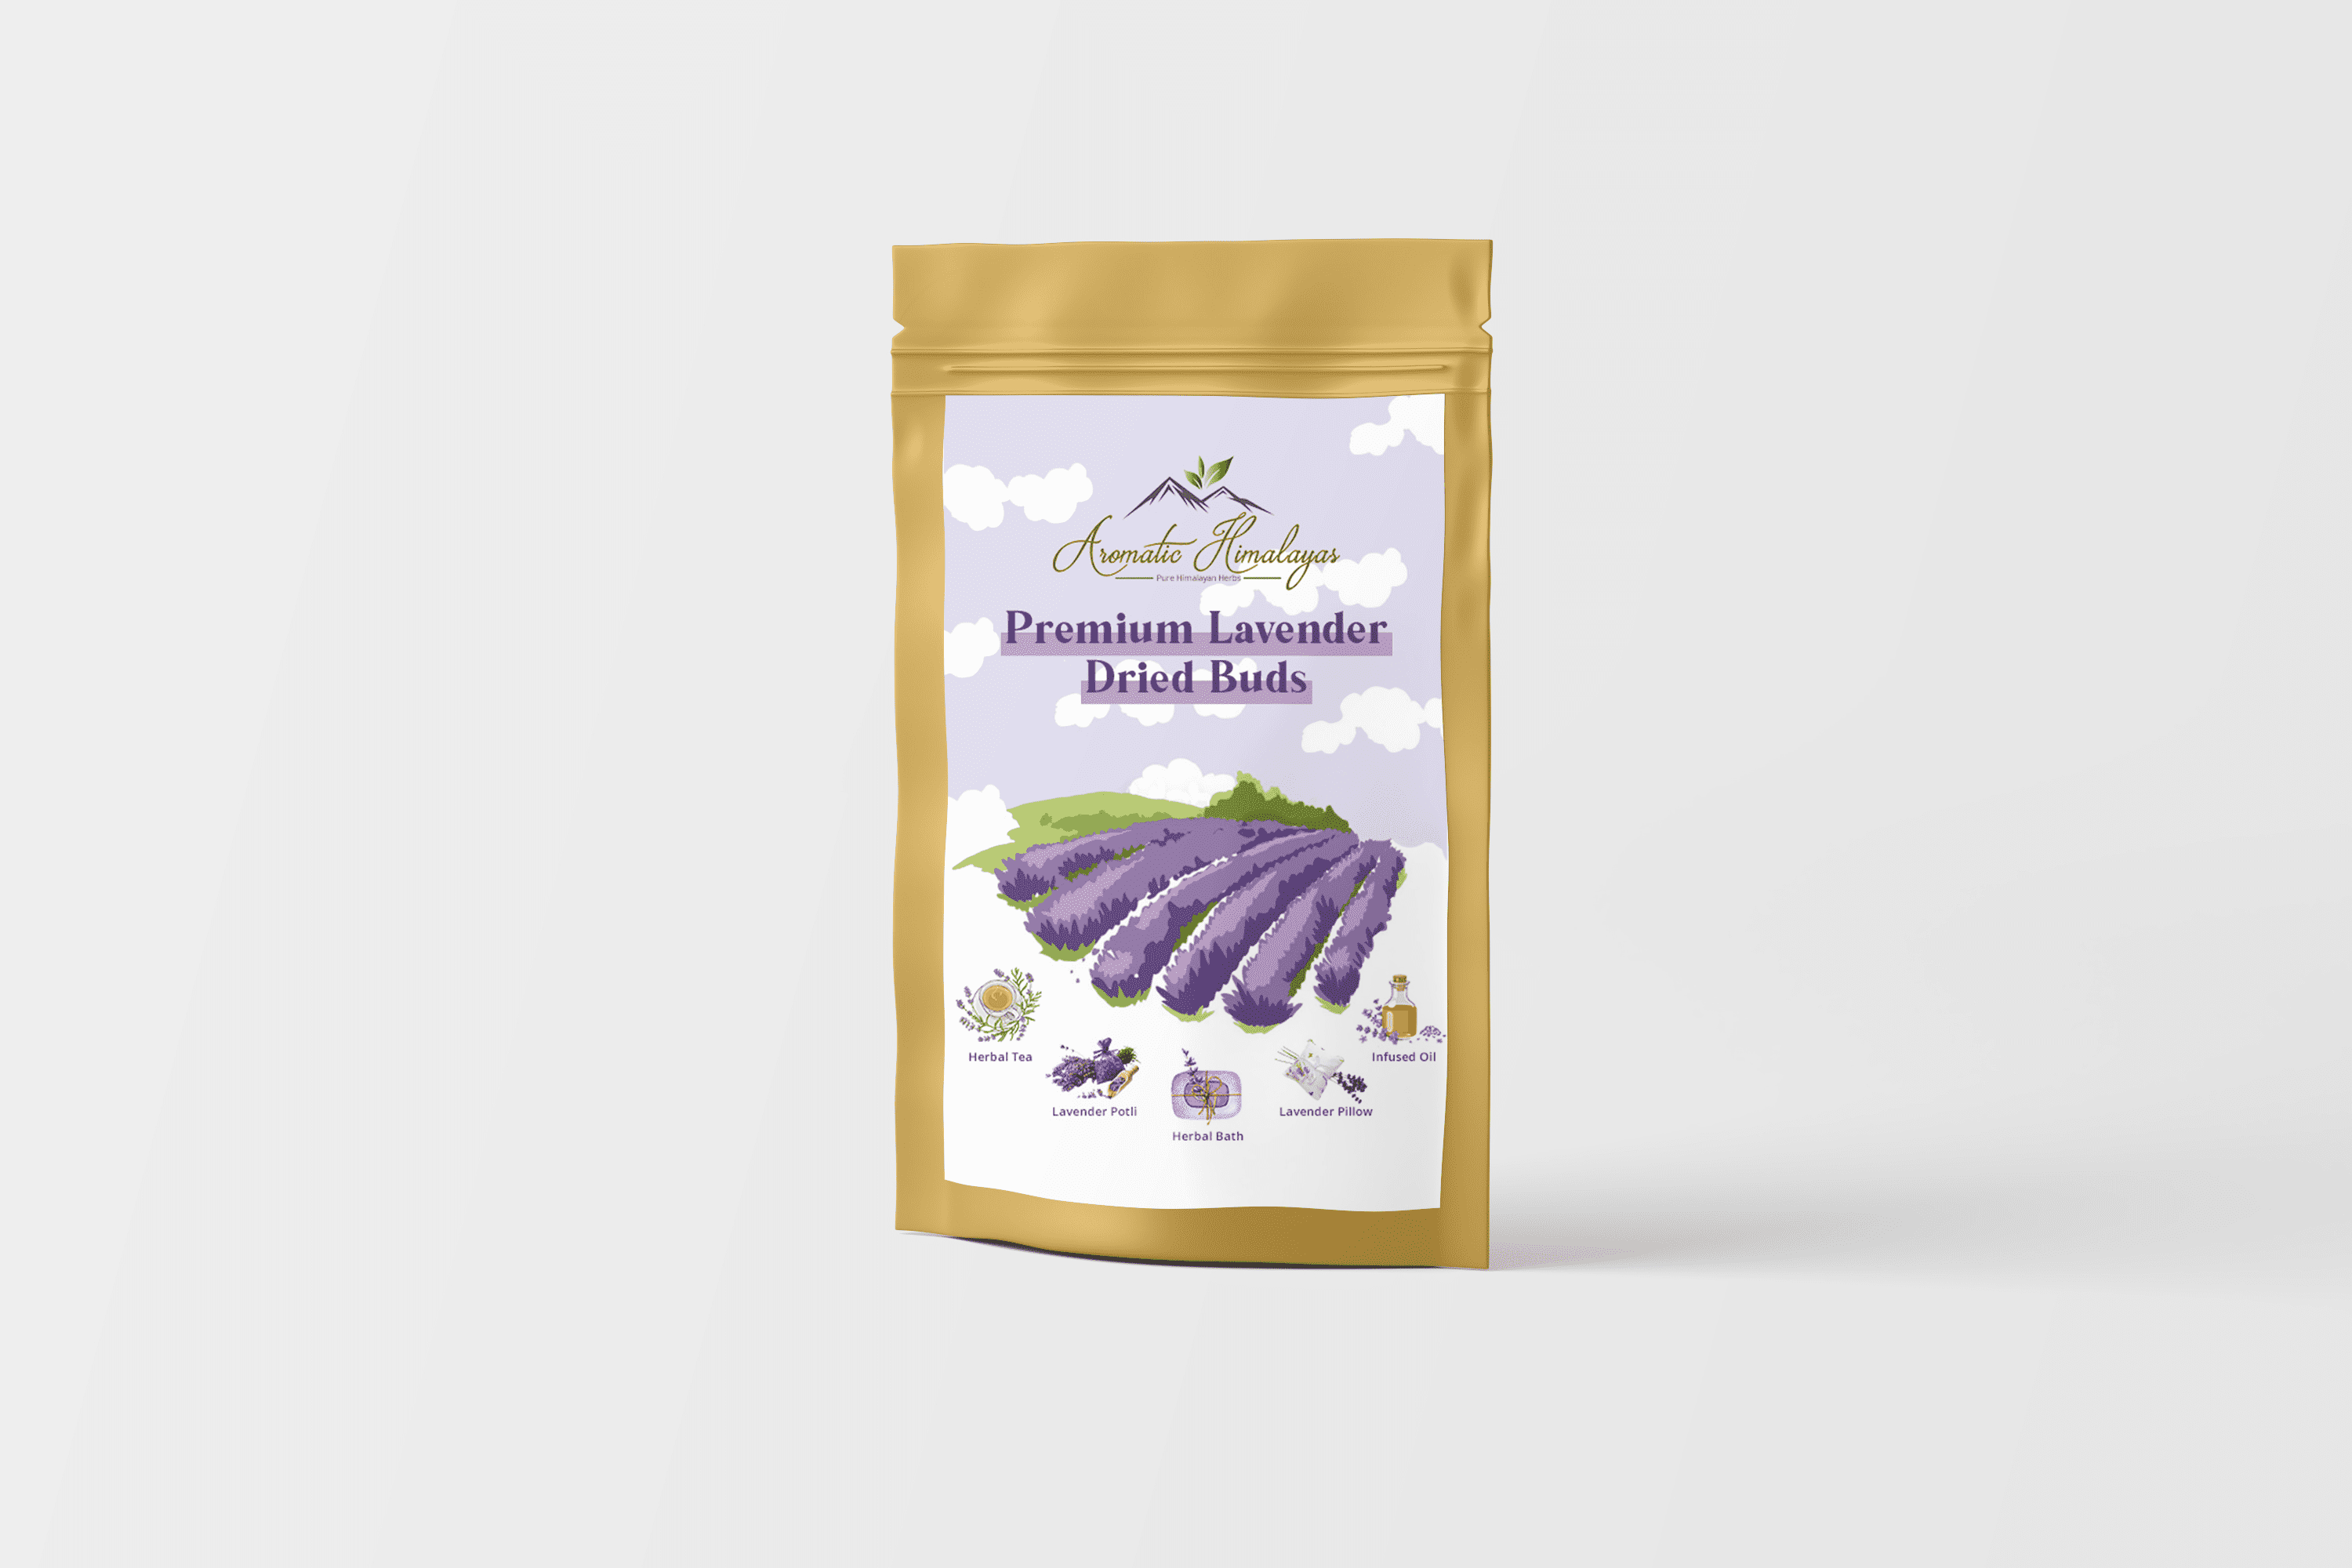 Aromatic Himalayas
Pure Himalayan Herbs
Premium Lavender
Dried Buds
Herbal Tea
Infused Oil
Lavender Potli
Lavender Pillow
Herbal Bath